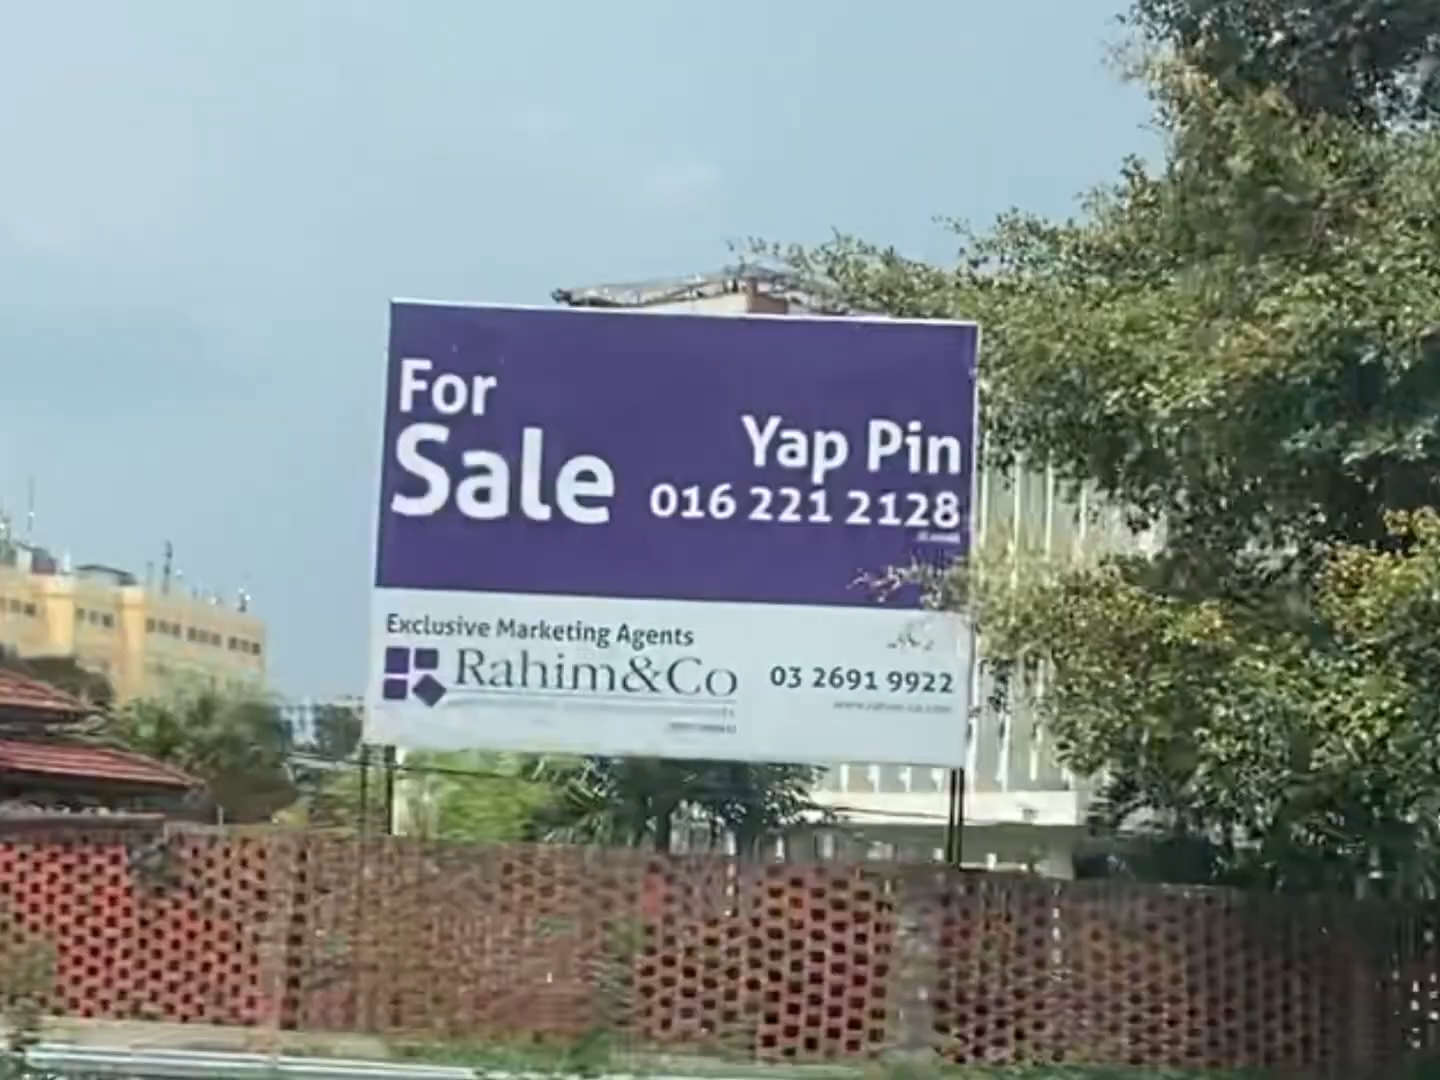 For
Sale
Yap Pin
016 221 2128
Exclusive Marketing Agents
Rahim&Co
03 2691 9922